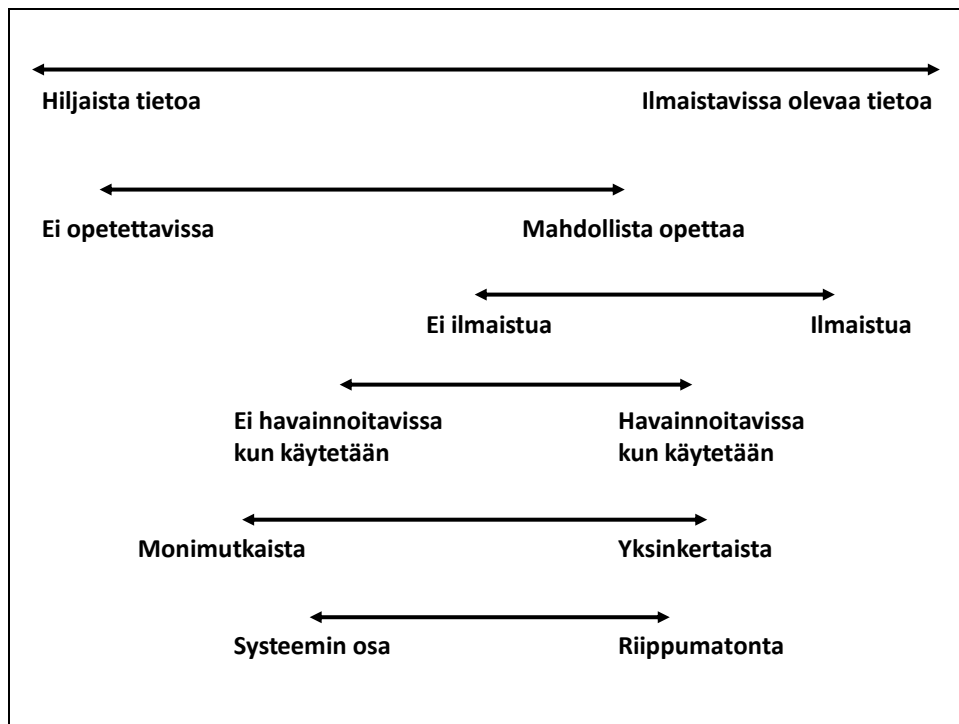 Hiljaista tietoa Ilmaistavissa olevaa tietoa
Ei opetettavissa Mahdollista opettaa
Ei ilmaistua Ilmaistua
Ei havainnoitavissa Havainnoitavissa
kun käytetään kun käytetään
Monimutkaista Yksinkertaista
Systeemin osa Riippumatonta